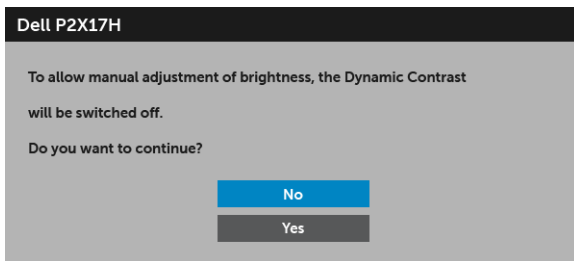 Dell P2X17H
To allow manual adjustment of brightness, the Dynamic Contrast
will be switched off.
Do you want to continue?
No
Yes